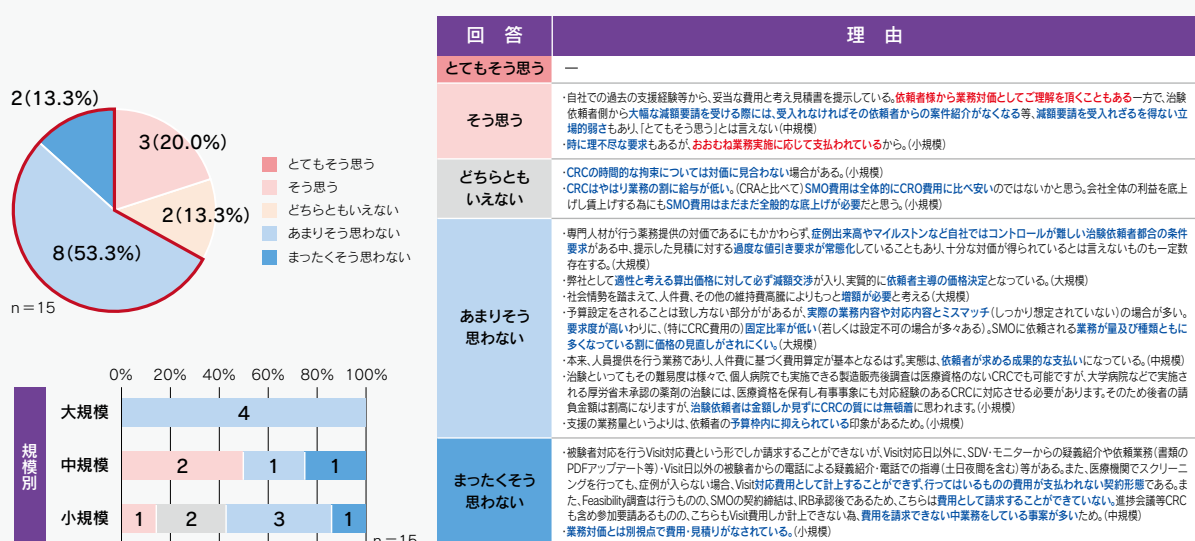 2(13.3%)
3(20.0%)
2(13.3%)
8(53.3%)
n=15
とてもそう思う
そう思う
どちらともいえない
あまりそう思わない
まったくそう思わない
0% 20% 40% 60% 80% 100%
規模別
大規模 4
中規模 2 1 1
小規模 1 2 3 1
n=15
回 答 理 由
とてもそう思う ―
そう思う
・自社での過去の支援経験等から、妥当な費用と考え見積書を提示している。依頼者様から業務対価としてご理解を頂くこともある一方で、治験
依頼者側から大幅な減額要請を受ける際には、受入れなければその依頼者からの案件紹介がなくなる等、減額要請を受入れざるを得ない立
場的弱さもあり、「とてもそう思う」とは言えない(中規模)
・時に理不尽な要求もあるが、おおむね業務実施に応じて支払われているから。(小規模)
どちらとも
いえない
・CRCの時間的な拘束については対価に見合わない場合がある。(小規模)
・CRCはやはり業務の割に給与が低い。(CRAと比べて)SMO費用は全体的にCRO費用に比べ安いのではないかと思う。会社全体の利益を底上
げし賃上げする為にもSMO費用はまだまだ全般的な底上げが必要だと思う。(小規模)
あまりそう
思わない
・専門人材が行う業務提供の対価であるにもかかわらず、症例出来高やマイルストンなど自社ではコントロールが難しい治験依頼者都合の条件
要求がある中、提示した見積に対する過度な値引き要求が常態化していることもあり、十分な対価が得られているとは言えないものも一定数
存在する。(大規模)
・弊社として適性と考える算出価格に対して必ず減額交渉が入り、実質的に依頼者主導の価格決定となっている。(大規模)
・社会情勢を踏まえて、人件費、その他の維持費高騰によりもっと増額が必要と考える(大規模)
・予算設定をされることは致し方ない部分ががあるが、実際の業務内容や対応内容とミスマッチ(しっかり想定されていない)の場合が多い。
要求度が高いわりに、(特にCRC費用の)固定比率が低い(若しくは設定不可の場合が多々ある)。SMOに依頼される業務が量及び種類ともに
多くなっている割に価格の見直しがされにくい。(大規模)
・本来、人員提供を行う業務であり、人件費に基づく費用算定が基本となるはず。実態は、依頼者が求める成果的な支払いになっている。(中規模)
・治験といってもその難易度は様々で、個人病院でも実施できる製造販売後調査は医療資格のないCRCでも可能ですが、大学病院などで実施さ
れる厚労省未承認の薬剤の治験には、医療資格を保有し有事事象にも対応経験のあるCRCに対応させる必要があります。そのため後者の請
負金額は割高になりますが、治験依頼者は金額しか見ずにCRCの質には無頓着に思われます。(小規模)
・支援の業務量というよりは、依頼者の予算枠内に抑えられている印象があるため。(小規模)
まったくそう
思わない
・被験者対応を行うVisit対応費という形でしか請求することができないが、Visit対応日以外に、SDV・モニターからの疑義紹介や依頼業務(書類の
PDFアップデート等)・Visit日以外の被験者からの電話による疑義紹介・電話での指導(土日夜間を含む)等がある。また、医療機関でスクリーニ
ングを行っても、症例が入らない場合、Visit対応費用として計上することができず、行ってはいるものの費用が支払われない契約形態である。ま
た、Feasibility調査は行うものの、SMOの契約締結は、IRB承認後であるため、こちらは費用として請求することができていない。進捗会議等CRC
も含め参加要請あるものの、こちらもVisit費用しか計上できない為、費用を請求できない中業務をしている事案が多いため。(中規模)
・業務対価とは別視点で費用・見積りがなされている。(小規模)